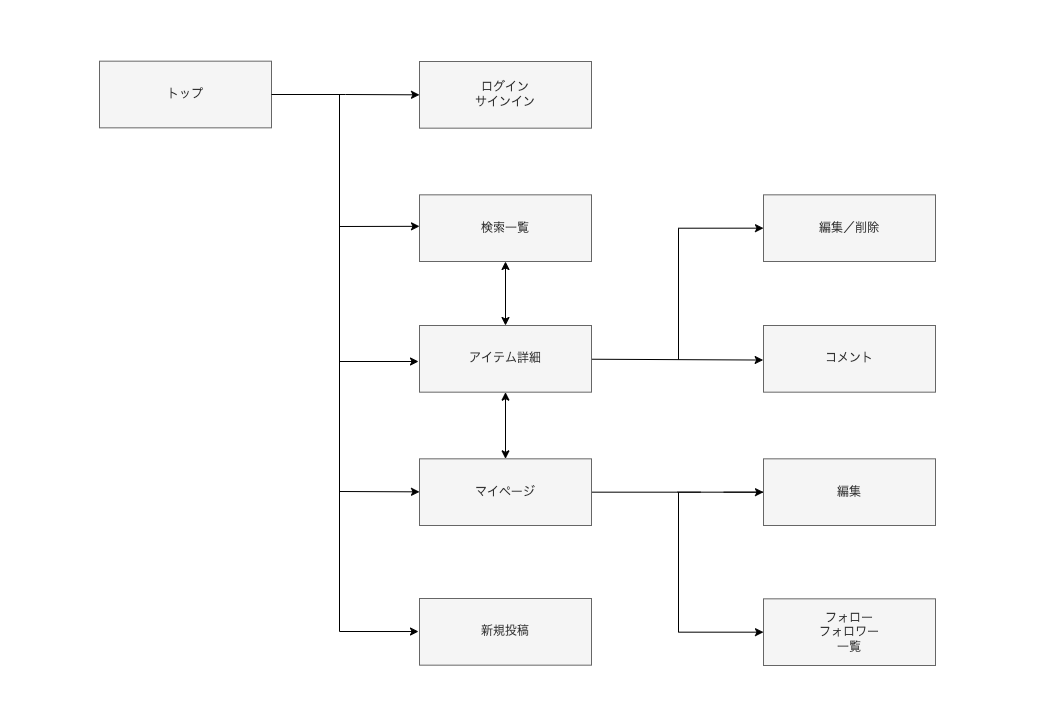 トップ
ログイン
サインイン
検索一覧
編集／削除
アイテム詳細
コメント
マイページ
編集
新規投稿
フォロー
フォロワー
一覧